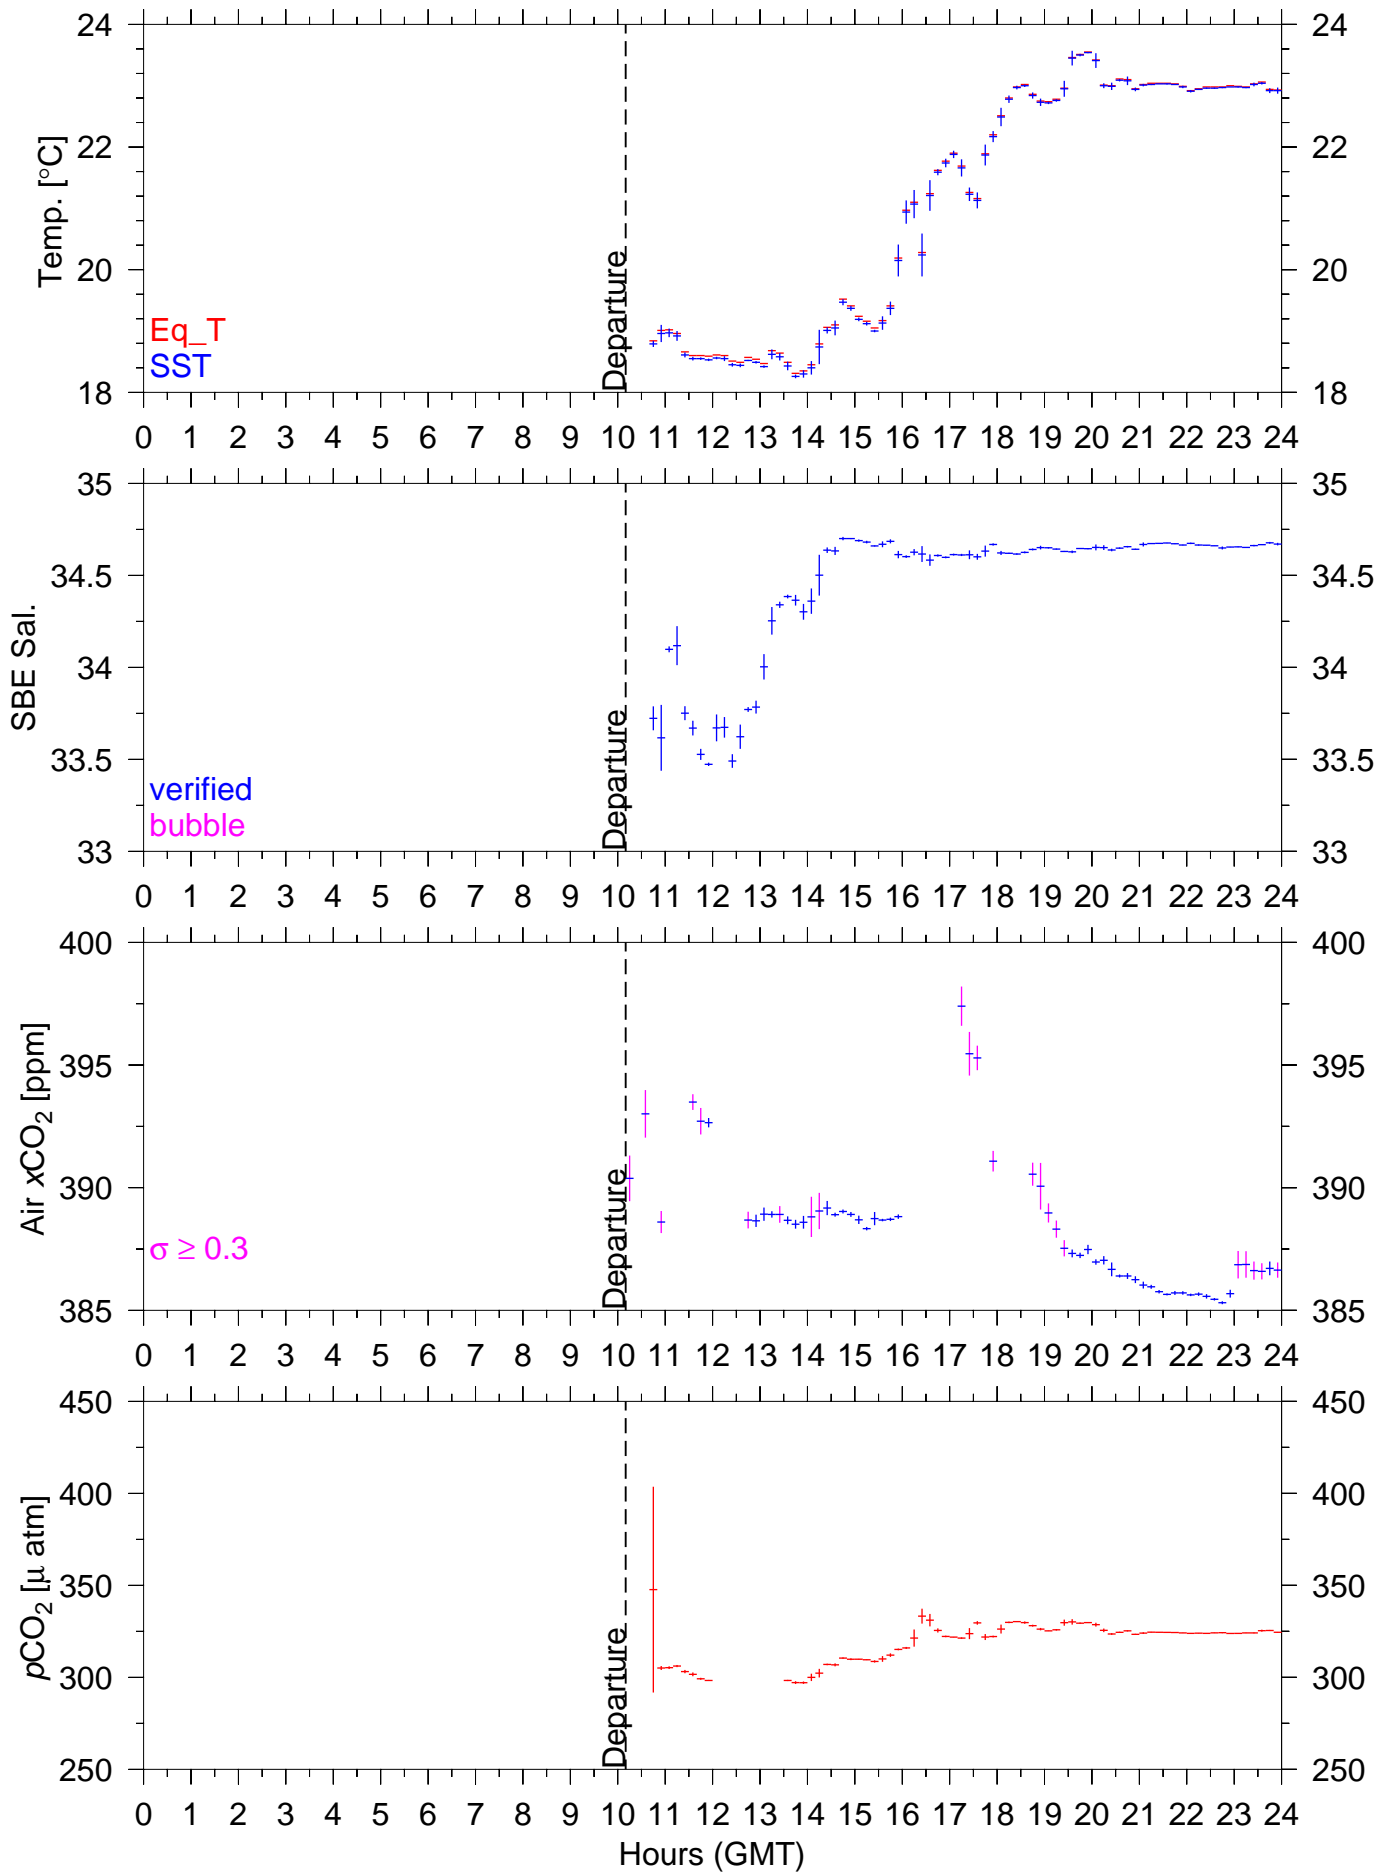 24 24
22 22
20 20
18 18
Temp. [°C]
Eq_T
SST
Departure
0 1 2 3 4 5 6 7 8 9 10 11 12 13 14 15 16 17 18 19 20 21 22 23 24
35 35
34.5 34.5
34 34
33.5 33.5
33 33
SBE Sal.
verified
bubble
Departure
0 1 2 3 4 5 6 7 8 9 10 11 12 13 14 15 16 17 18 19 20 21 22 23 24
400 400
395 395
390 390
385 385
Air xCO₂ [ppm]
σ ≥ 0.3
Departure
0 1 2 3 4 5 6 7 8 9 10 11 12 13 14 15 16 17 18 19 20 21 22 23 24
450 450
400 400
350 350
300 300
250 250
pCO₂ [µ atm]
Departure
0 1 2 3 4 5 6 7 8 9 10 11 12 13 14 15 16 17 18 19 20 21 22 23 24
Hours (GMT)